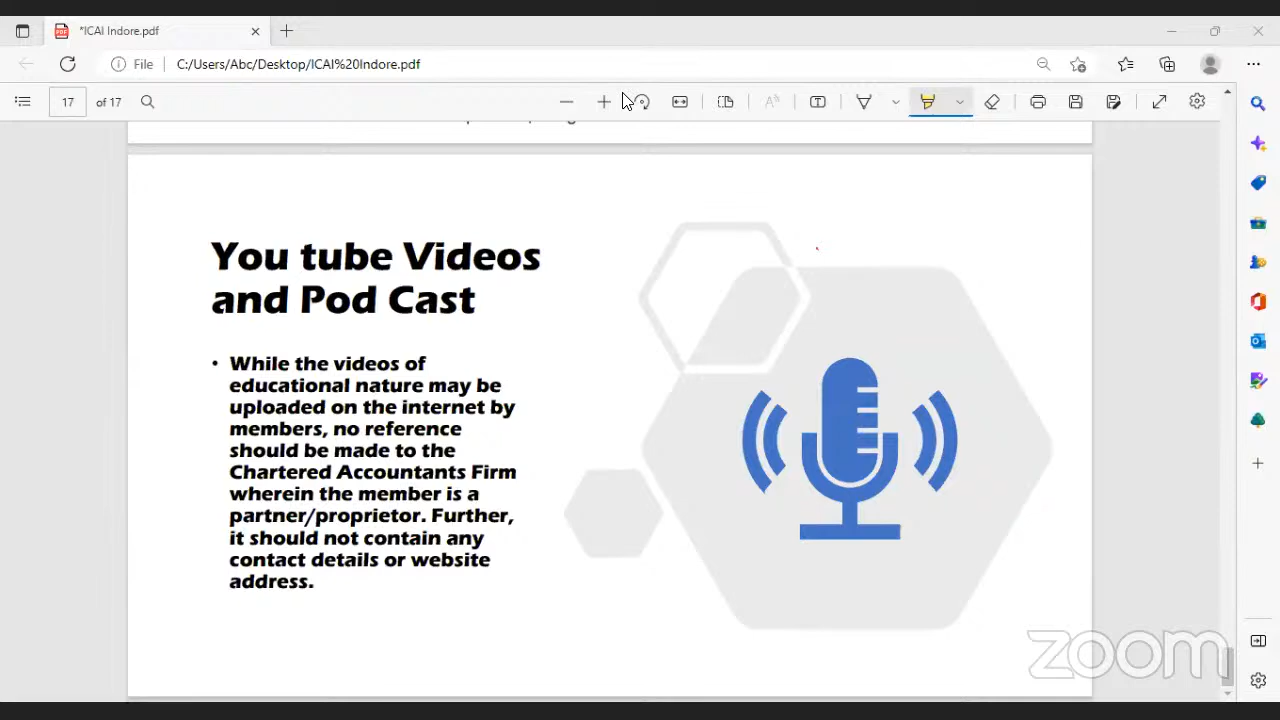 *ICAI Indore.pdf
File
C:/Users/Abc/Desktop/ICAI%20Indore.pdf
17 of 17
You tube Videos
and Pod Cast
• While the videos of
educational nature may be
uploaded on the internet by
members, no reference
should be made to the
Chartered Accountants Firm
wherein the member is a
partner/proprietor. Further,
it should not contain any
contact details or website
address.
zoom